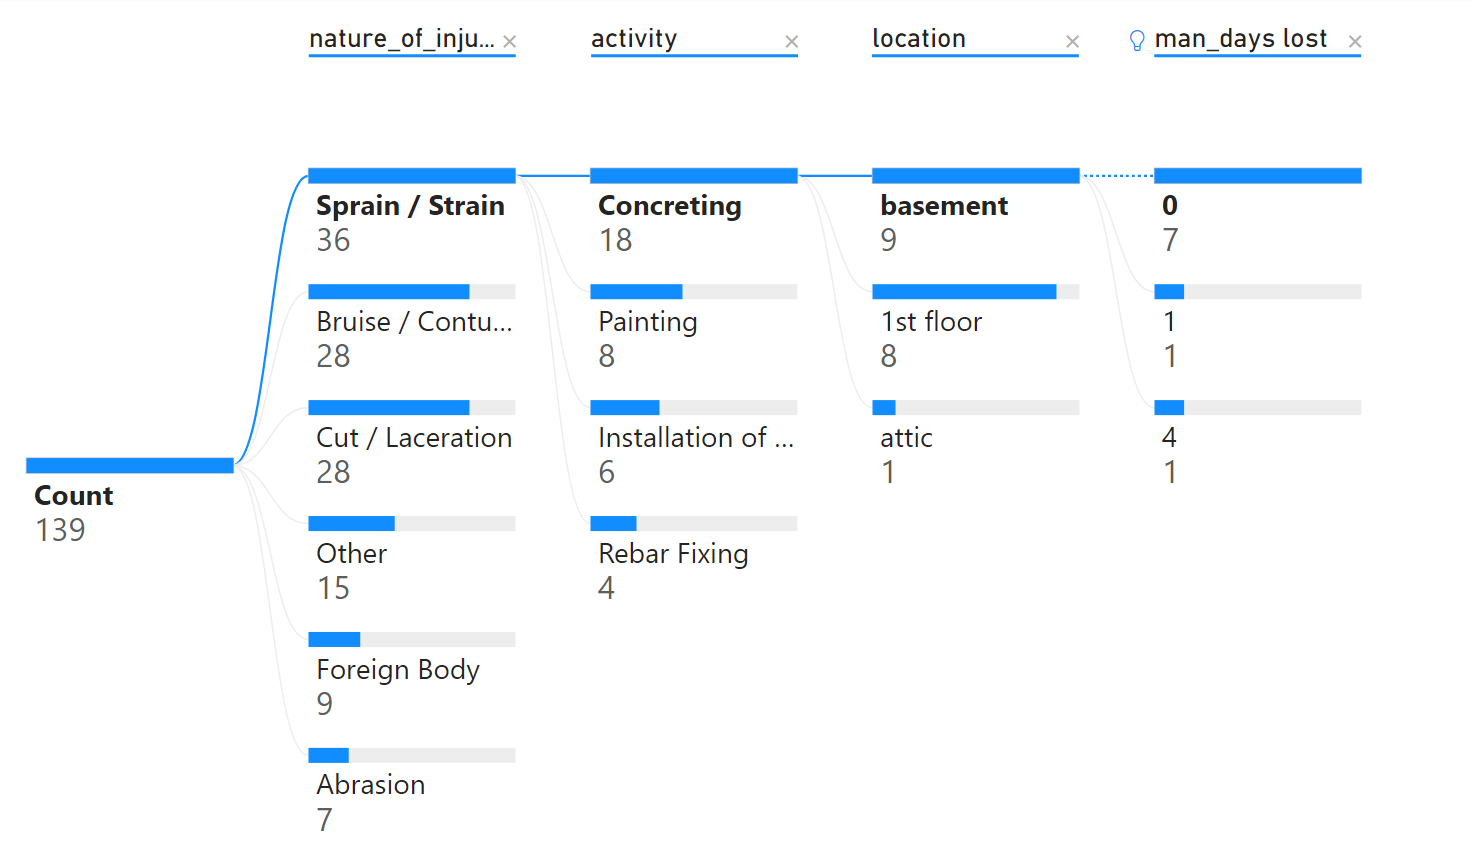 nature_of_inju...
activity
location
man_days lost
Count
139
Sprain / Strain
36
Bruise / Contu...
28
Cut / Laceration
28
Other
15
Foreign Body
9
Abrasion
7
Concreting
18
Painting
8
Installation of ...
6
Rebar Fixing
4
basement
9
1st floor
8
attic
1
0
7
1
1
4
1